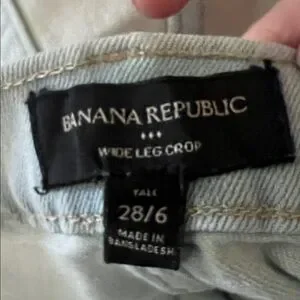 BANANA REPUBLIC
WIDE LEG CROP
TALL
28/6
MADE IN
BANGLADESH